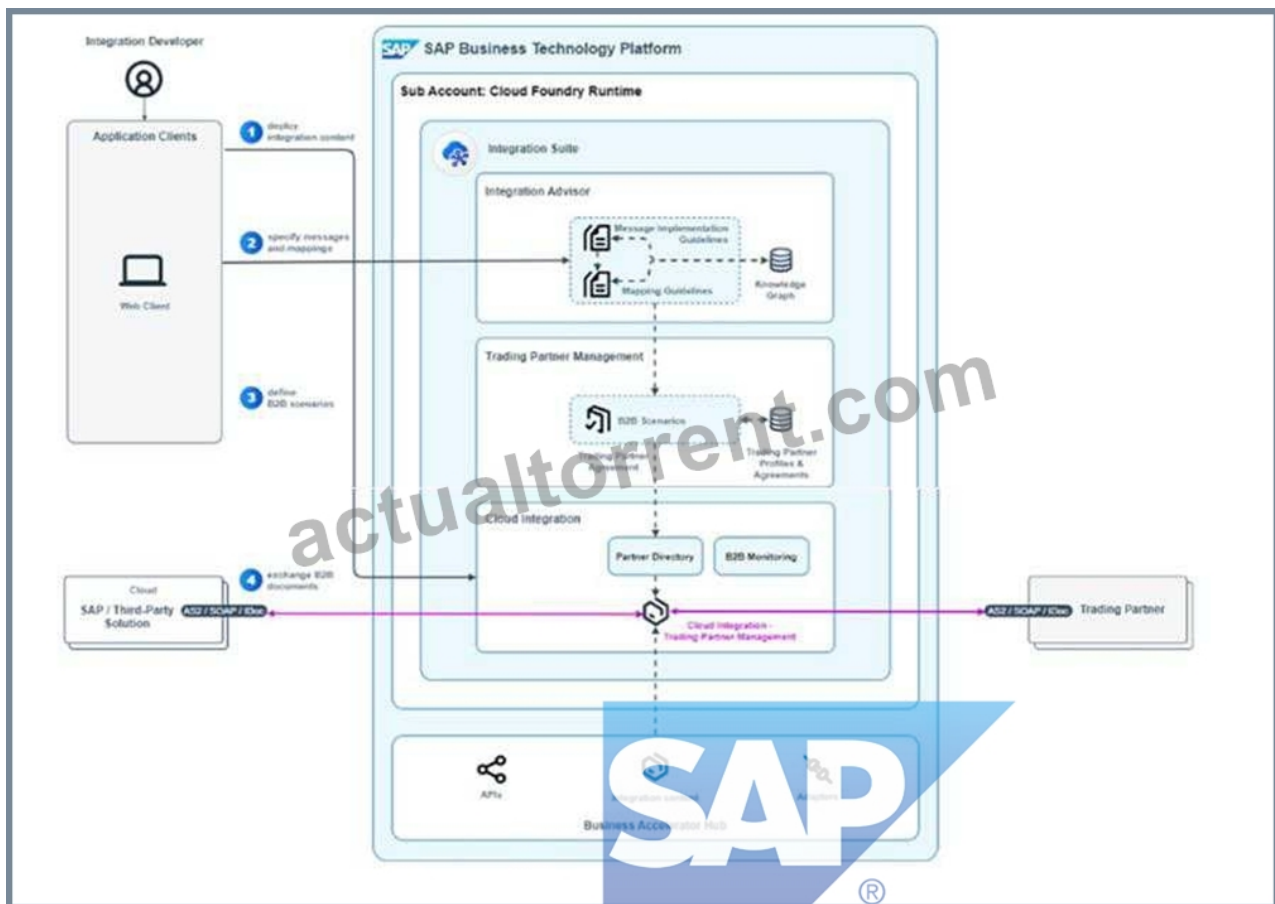 Integration Developer
SAP SAP Business Technology Platform
Sub Account: Cloud Foundry Runtime
Application Clients
1 deploy
integration content
Integration Suite
Integration Advisor
2 specify messages
and mappings
Message Implementation
Guidelines
Mapping Guidelines
Knowledge
Graph
Web Client
Trading Partner Management
3 define
B2B scenarios
B2B Scenarios
Trading Partner
Agreement
Trading Partner
Profiles &
Agreements
actualtorrent.com
Cloud Integration
Partner Directory
B2B Monitoring
4 exchange B2B
documents
Cloud
SAP / Third-Party
Solution
AS2 / SOAP / IDoc
Cloud Integration -
Trading Partner Management
AS2 / SOAP / IDoc
Trading Partner
APIs
Integration content
Adapters
Business Accelerator Hub
SAP
®